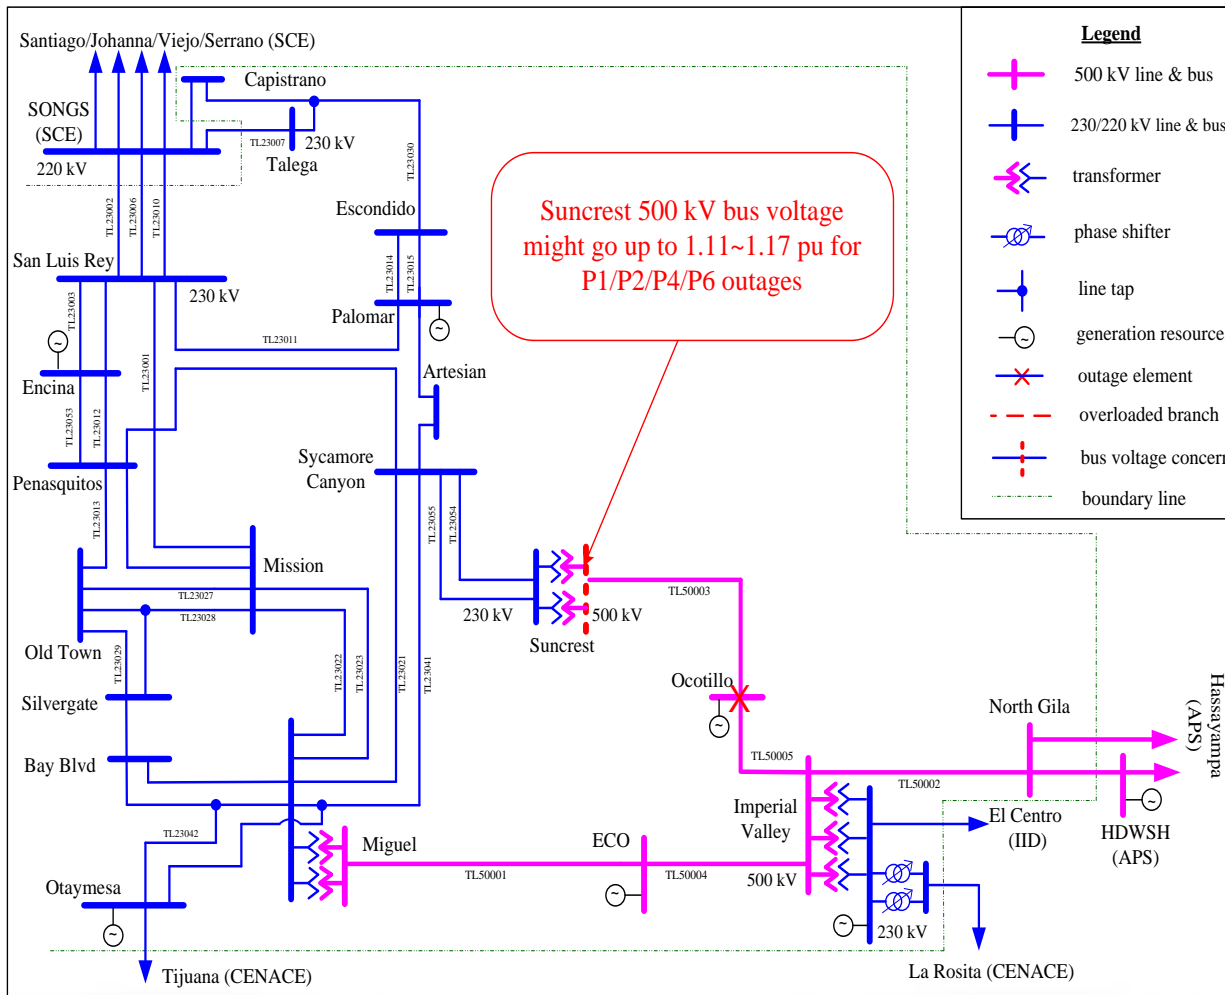 Santiago/Johanna/Viejo/Serrano (SCE)
Capistrano
SONGS
(SCE)
220 kV
TL23007
230 kV
Talega
TL23030
TL23002
TL23006
TL23010
Escondido
San Luis Rey
230 kV
TL23014
TL23015
Palomar
~
TL23003
TL23011
~
TL23001
Encina
Artesian
TL23053
TL23012
Sycamore
Canyon
Penasquitos
TL23013
TL23055
TL23054
Mission
TL23027
TL23028
230 kV
500 kV
Suncrest
TL50003
Old Town
TL23029
TL23022
TL23023
TL23021
TL23041
Silvergate
Bay Blvd
Ocotillo
~
North Gila
Hassayampa
(APS)
TL50005
TL50002
TL23042
Miguel
ECO
Imperial
Valley
El Centro
(IID)
~
HDWSH
(APS)
Otaymesa
~
TL50001
~
TL50004
500 kV
~
230 kV
Tijuana (CENACE)
La Rosita (CENACE)
Suncrest 500 kV bus voltage
might go up to 1.11~1.17 pu for
P1/P2/P4/P6 outages
Legend
500 kV line & bus
230/220 kV line & bus
transformer
phase shifter
line tap
~
generation resource
outage element
overloaded branch
bus voltage concern
boundary line